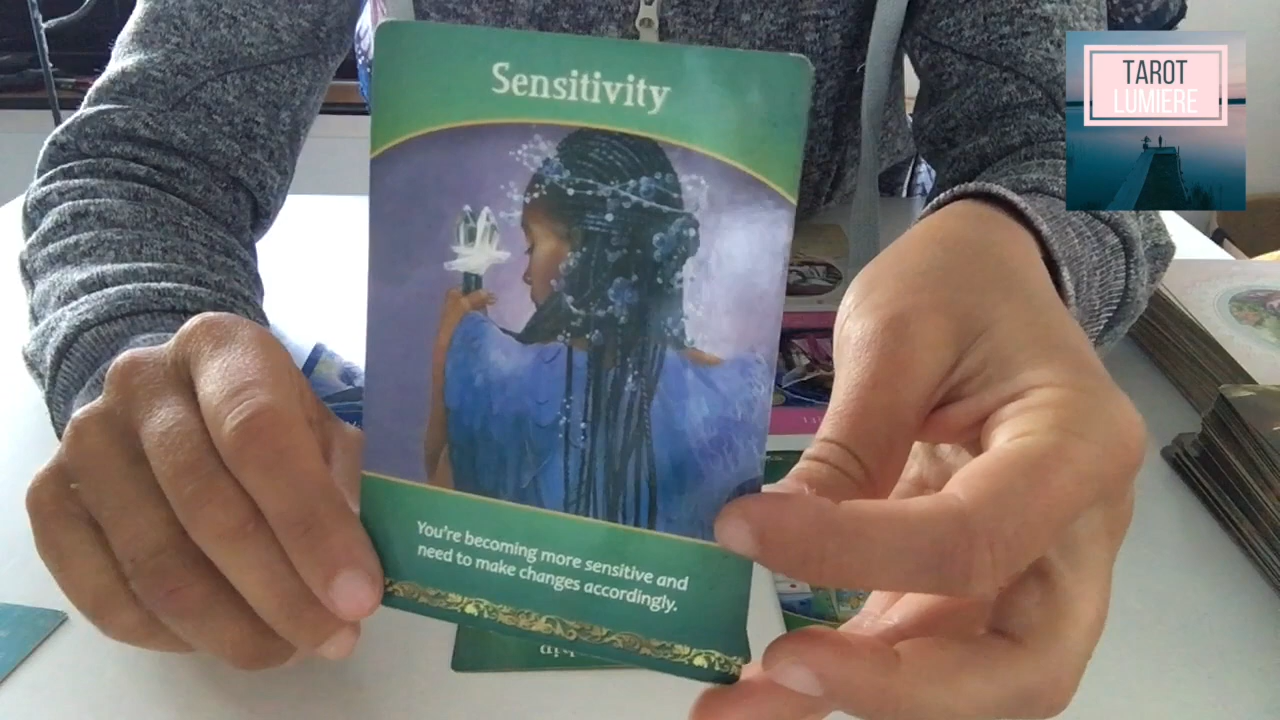 Sensitivity
TAROT
LUMIERE
You're becoming more sensitive and
need to make changes accordingly.